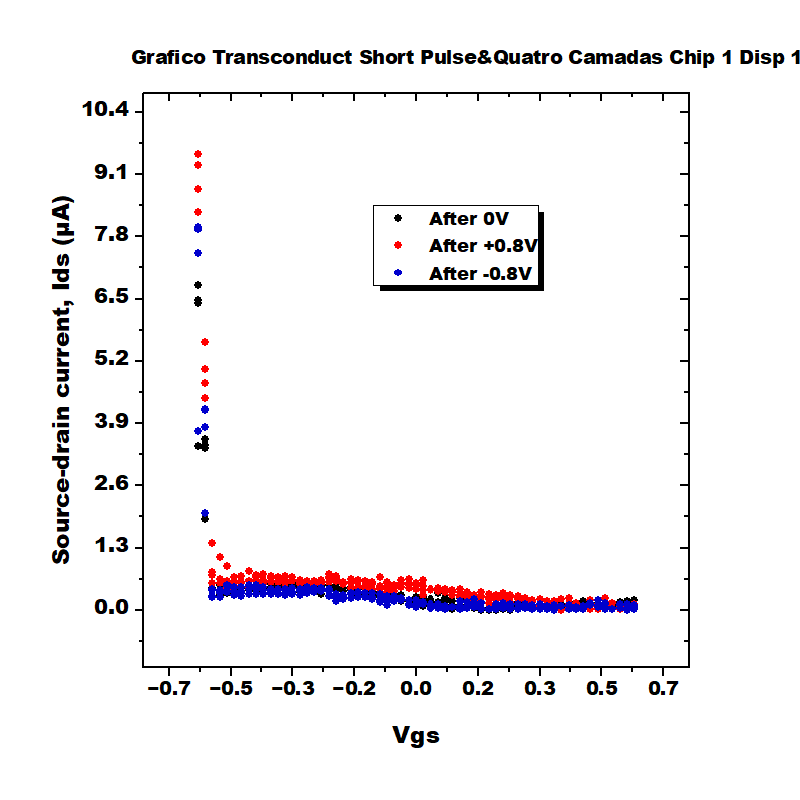 Grafico Transconduct Short Pulse&Quatro Camadas Chip 1 Disp 1
10.4
9.1
7.8
6.5
5.2
3.9
2.6
1.3
0.0
Source-drain current, Ids (µA)
After 0V
After +0.8V
After -0.8V
−0.7 −0.5 −0.3 −0.2 0.0 0.2 0.3 0.5 0.7
Vgs